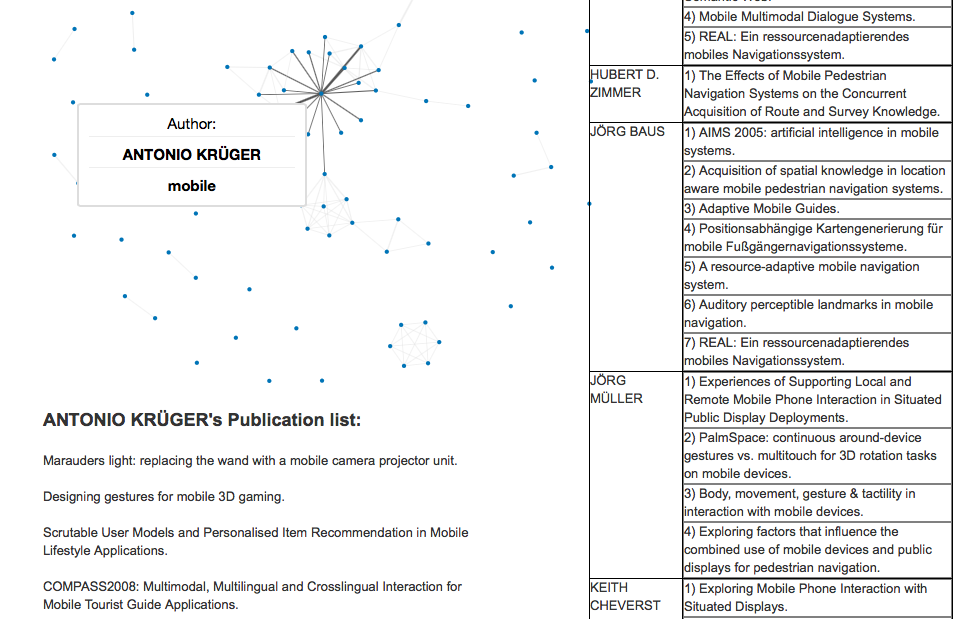 Author:
ANTONIO KRÜGER
mobile
ANTONIO KRÜGER's Publication list:
Marauders light: replacing the wand with a mobile camera projector unit.
Designing gestures for mobile 3D gaming.
Scrutable User Models and Personalised Item Recommendation in Mobile
Lifestyle Applications.
COMPASS2008: Multimodal, Multilingual and Crosslingual Interaction for
Mobile Tourist Guide Applications.
4) Mobile Multimodal Dialogue Systems.
5) REAL: Ein ressourcenadaptierendes
mobiles Navigationssystem.
HUBERT D.
ZIMMER
1) The Effects of Mobile Pedestrian
Navigation Systems on the Concurrent
Acquisition of Route and Survey Knowledge.
JÖRG BAUS
1) AIMS 2005: artificial intelligence in mobile
systems.
2) Acquisition of spatial knowledge in location
aware mobile pedestrian navigation systems.
3) Adaptive Mobile Guides.
4) Positionsabhängige Kartengenerierung für
mobile Fußgängernavigationssysteme.
5) A resource-adaptive mobile navigation
system.
6) Auditory perceptible landmarks in mobile
navigation.
7) REAL: Ein ressourcenadaptierendes
mobiles Navigationssystem.
JÖRG
MÜLLER
1) Experiences of Supporting Local and
Remote Mobile Phone Interaction in Situated
Public Display Deployments.
2) PalmSpace: continuous around-device
gestures vs. multitouch for 3D rotation tasks
on mobile devices.
3) Body, movement, gesture & tactility in
interaction with mobile devices.
4) Exploring factors that influence the
combined use of mobile devices and public
displays for pedestrian navigation.
KEITH
CHEVERST
1) Exploring Mobile Phone Interaction with
Situated Displays.